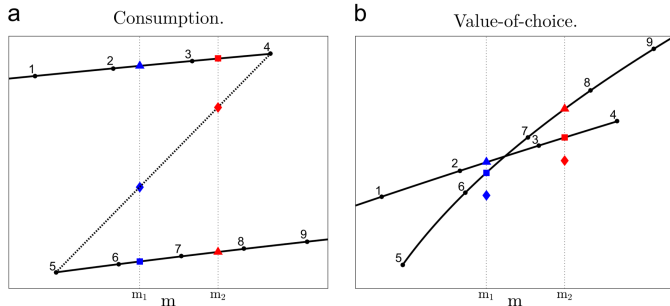 a
Consumption.
1 2 3 4
5 6 7 8 9
m₁ m₂
m
b
Value-of-choice.
1 2 3 4
5 6 7 8 9
m₁ m₂
m